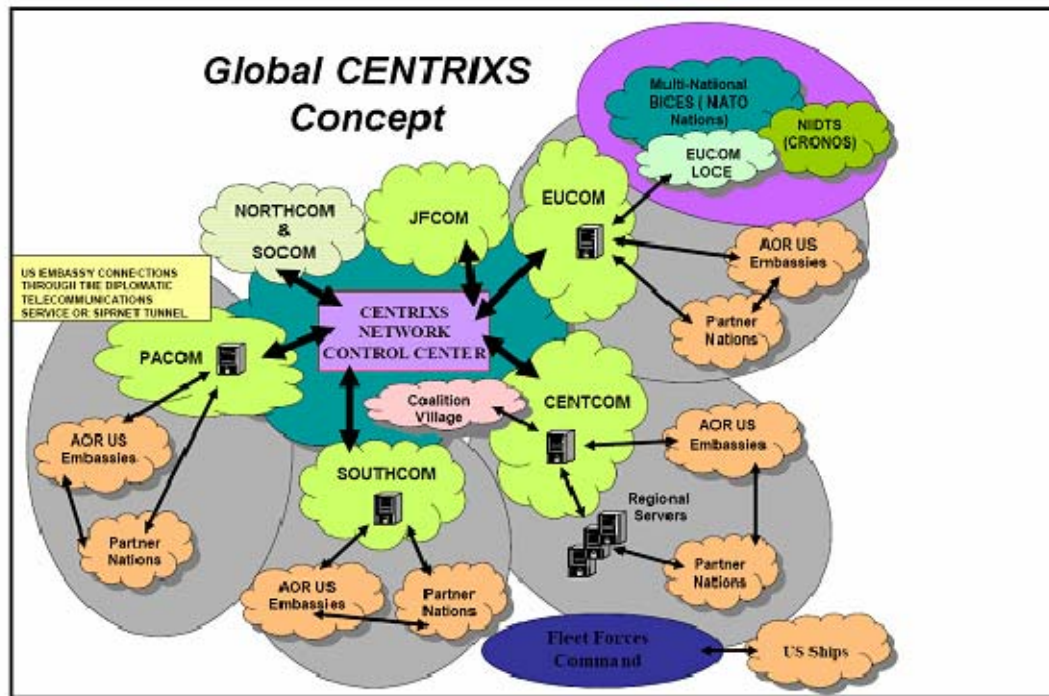 Global CENTRIXS
Concept
Multi-National
BICES ( NATO
Nations)
NIDTS
(CRONOS)
EUCOM
LOCE
EUCOM
JFCOM
NORTHCOM
&
SOCOM
US EMBASSY CONNECTIONS
THROUGH THE DIPLOMATIC
TELECOMMUNICATIONS
SERVICE OR SIPRNET TUNNEL
AOR US
Embassies
Partner
Nations
CENTRIXS
NETWORK
CONTROL CENTER
PACOM
Coalition
Village
CENTCOM
AOR US
Embassies
AOR US
Embassies
SOUTHCOM
Regional
Servers
Partner
Nations
Partner
Nations
AOR US
Embassies
Partner
Nations
Fleet Forces
Command
US Ships